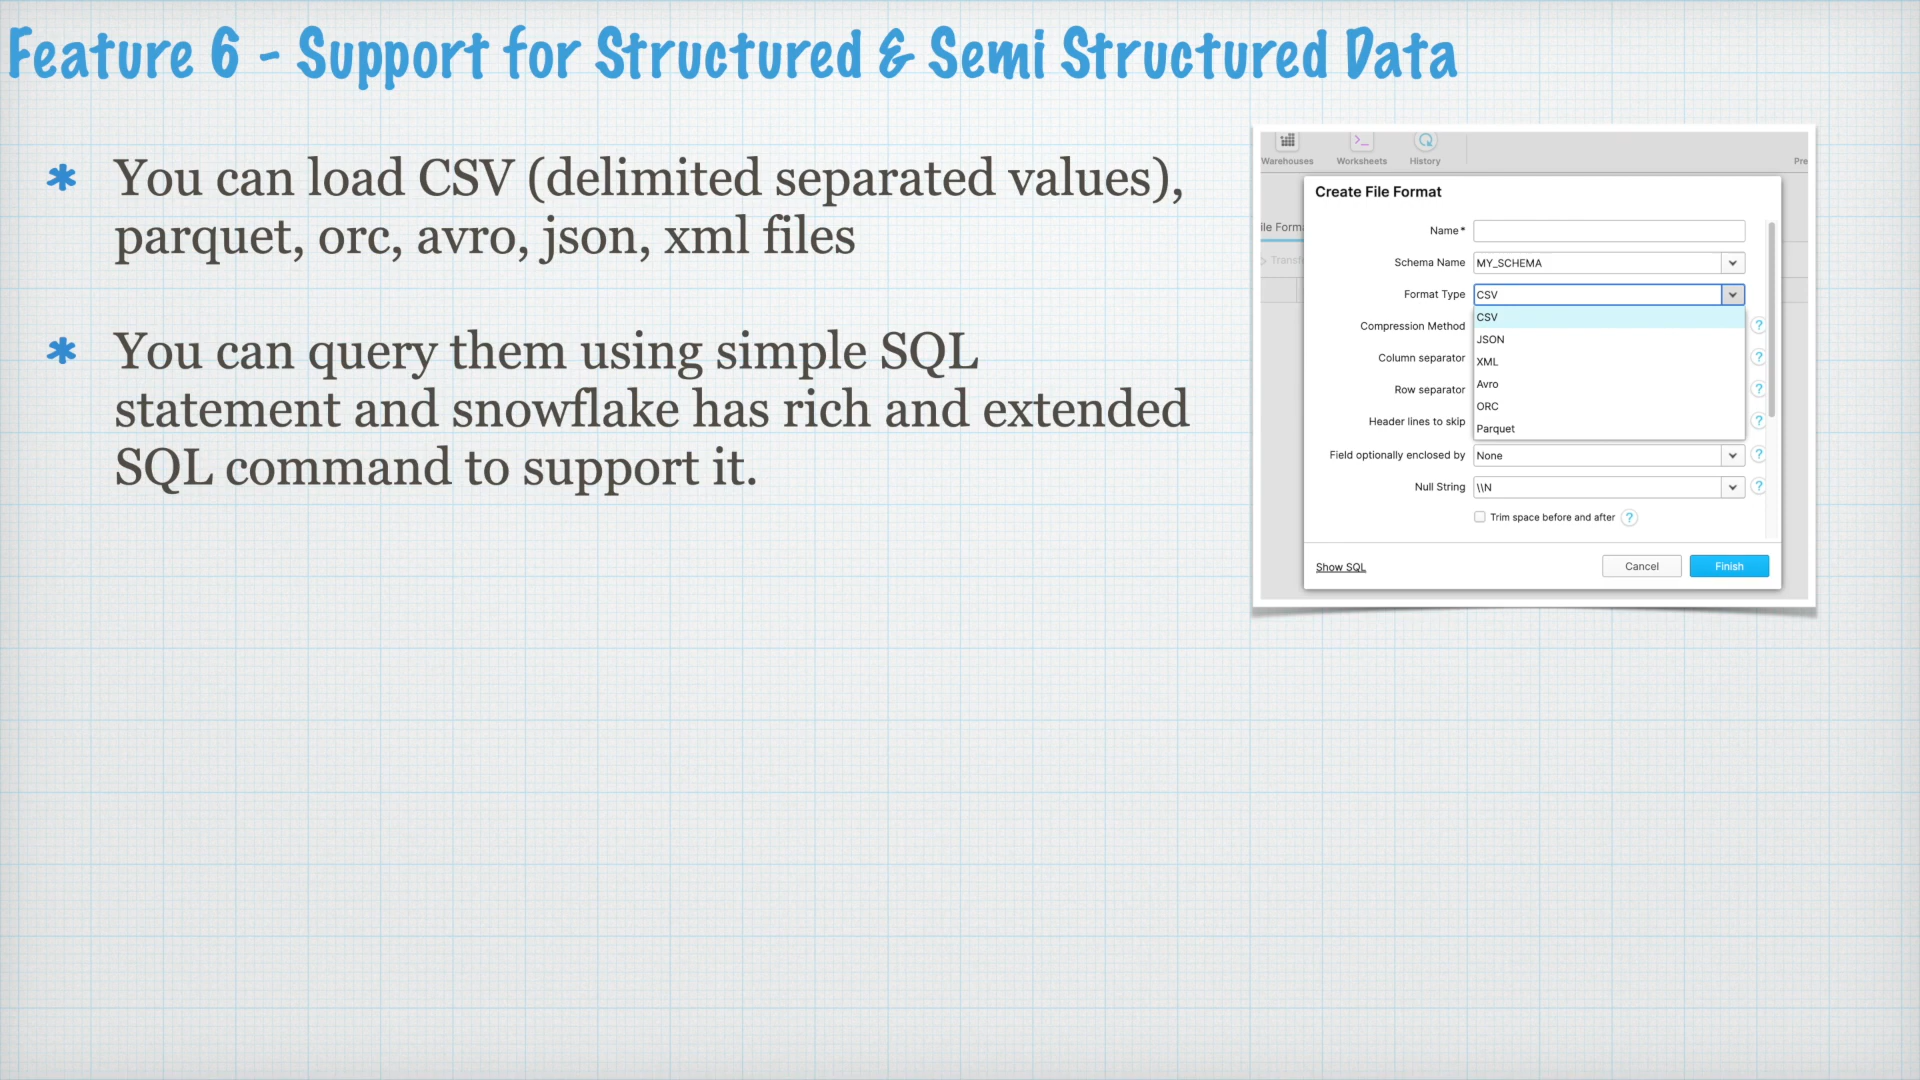 Feature 6 - Support for Structured & Semi Structured Data
* You can load CSV (delimited separated values),
parquet, orc, avro, json, xml files
* You can query them using simple SQL
statement and snowflake has rich and extended
SQL command to support it.
Warehouses Worksheets History Pre
Create File Format
ile Form
Transf
Name*
Schema Name MY_SCHEMA
Format Type CSV
CSV
Compression Method ?
JSON
Column separator ?
XML
Row separator ?
Avro
Header lines to skip ?
ORC
Parquet
Field optionally enclosed by None ?
Null String \\N ?
Trim space before and after ?
Show SQL Cancel Finish